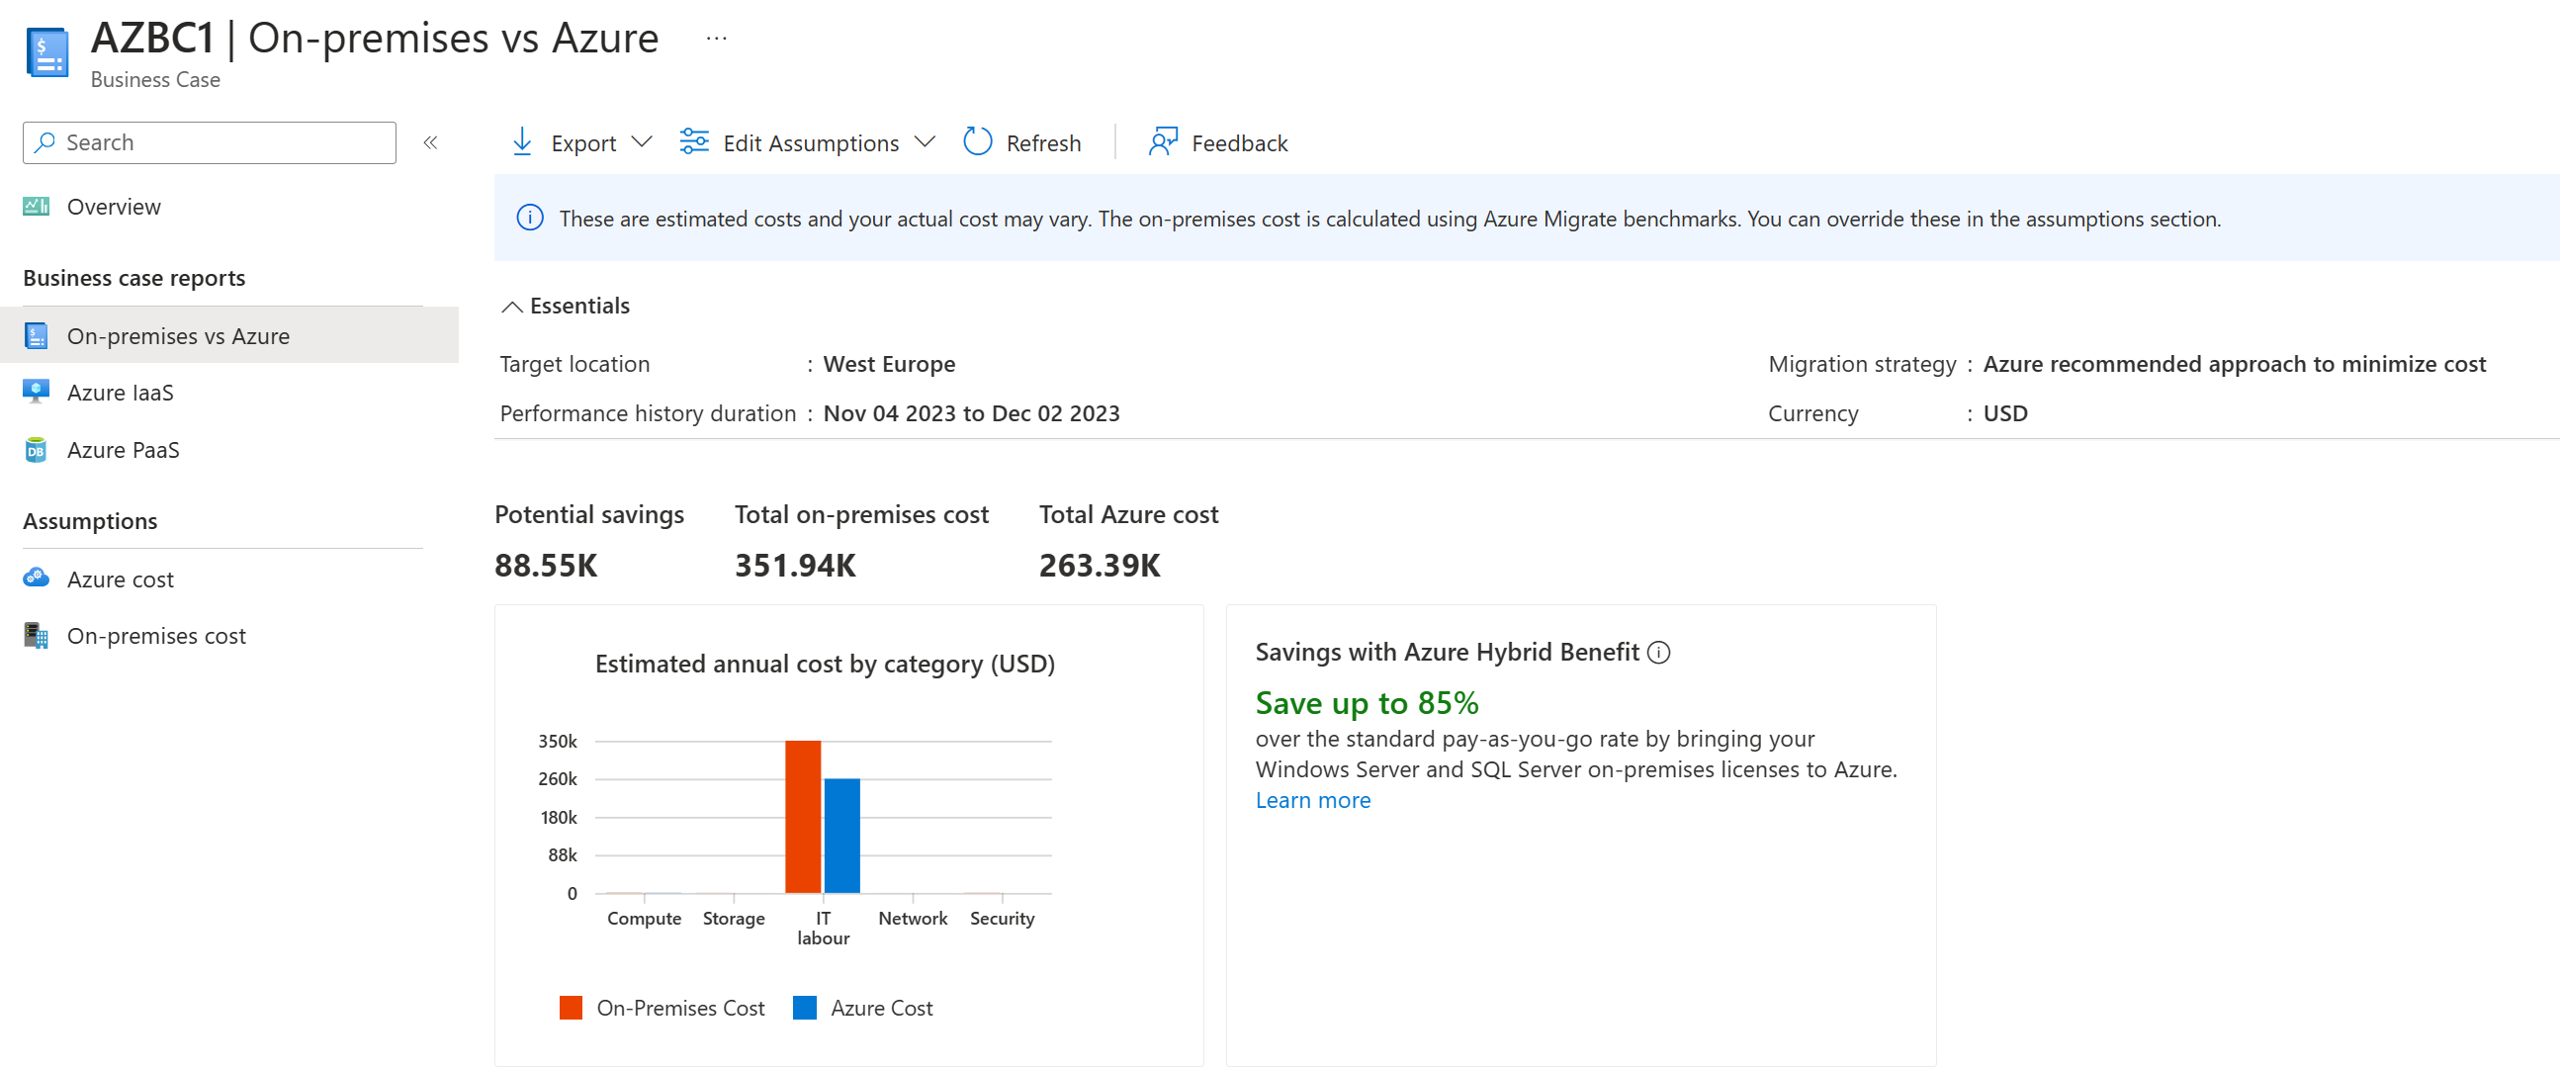 AZBC1 | On-premises vs Azure ...
Business Case
Search
«
Export
Edit Assumptions
Refresh
Feedback
Overview
Business case reports
On-premises vs Azure
Azure IaaS
Azure PaaS
Assumptions
Azure cost
On-premises cost
These are estimated costs and your actual cost may vary. The on-premises cost is calculated using Azure Migrate benchmarks. You can override these in the assumptions section.
Essentials
Target location : West Europe
Migration strategy : Azure recommended approach to minimize cost
Performance history duration : Nov 04 2023 to Dec 02 2023
Currency : USD
Potential savings
88.55K
Total on-premises cost
351.94K
Total Azure cost
263.39K
Estimated annual cost by category (USD)
350k
260k
180k
88k
0
Compute
Storage
IT
labour
Network
Security
On-Premises Cost
Azure Cost
Savings with Azure Hybrid Benefit
Save up to 85%
over the standard pay-as-you-go rate by bringing your
Windows Server and SQL Server on-premises licenses to Azure.
Learn more